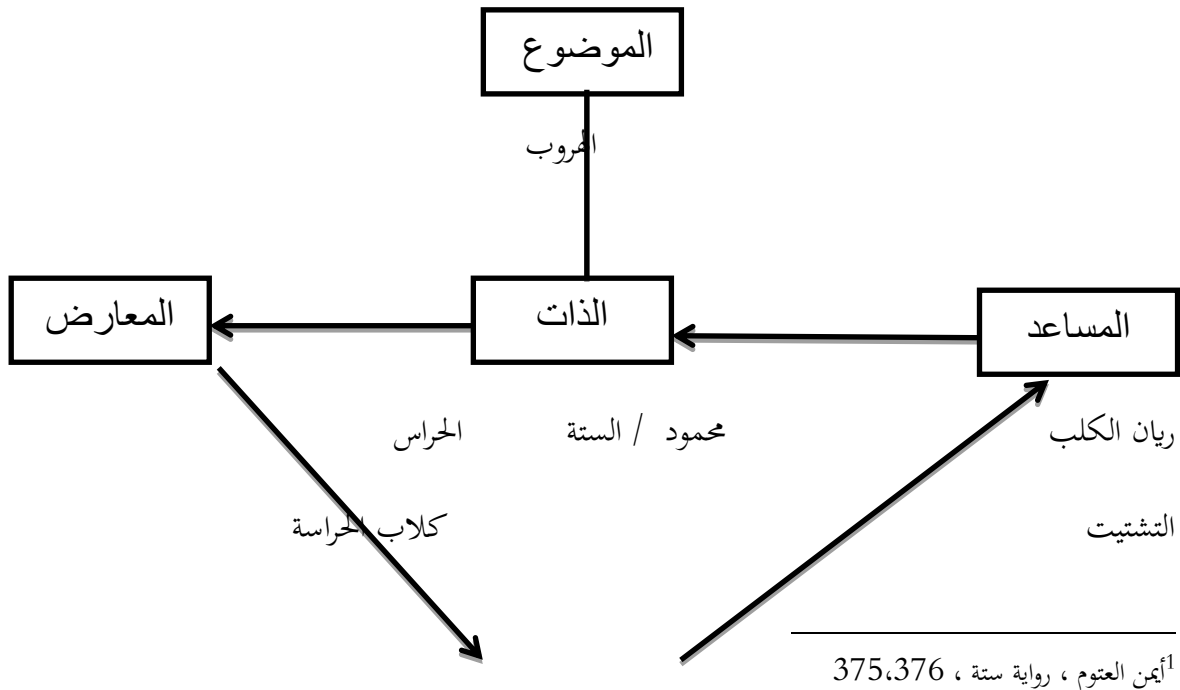 الموضوع
الهروب
المساعد
الذات
المعارض
ريان الكلب
محمود / الستة
الحراس
التشتيت
كلاب الحراسة
1أيمن العتوم ، رواية ستة ، 375،376